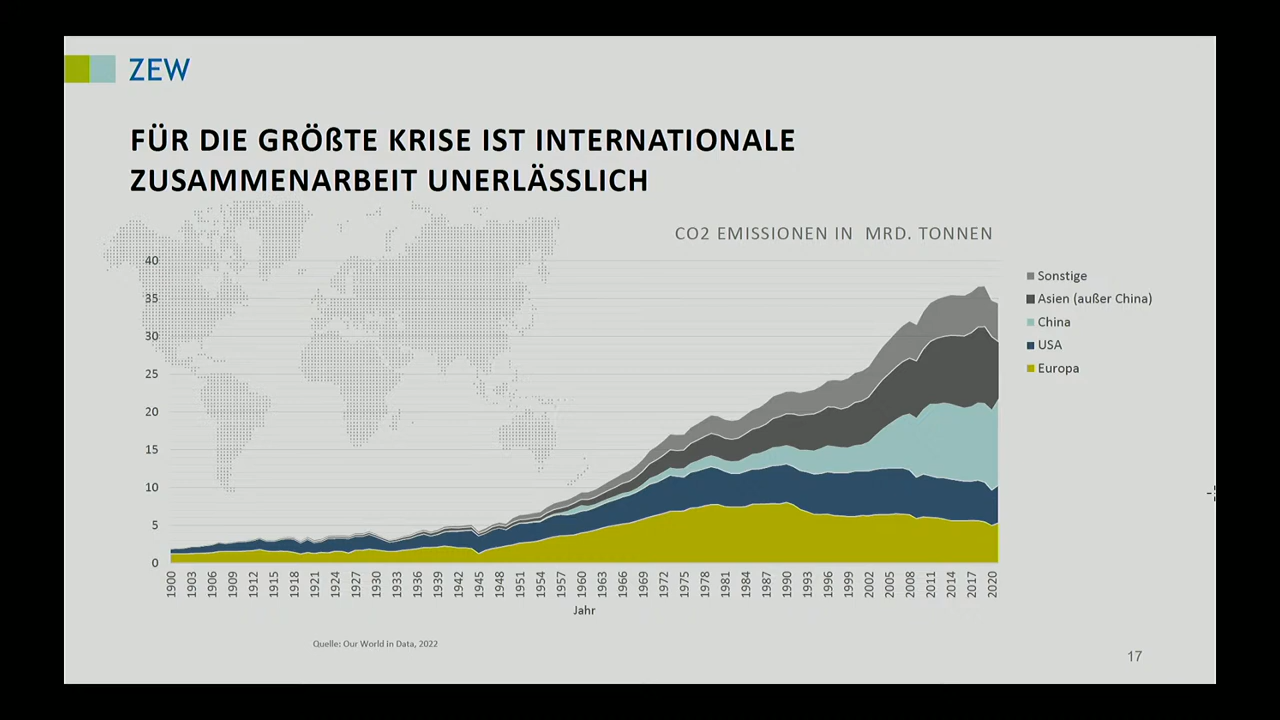 ZEW
FÜR DIE GRÖßTE KRISE IST INTERNATIONALE
ZUSAMMENARBEIT UNERLÄSSLICH
CO2 EMISSIONEN IN MRD. TONNEN
40
35
30
25
20
15
10
5
0
Sonstige
Asien (außer China)
China
USA
Europa
1900 1903 1906 1909 1912 1915 1918 1921 1924 1927 1930 1933 1936 1939 1942 1945 1948 1951 1954 1957 1960 1963 1966 1969 1972 1975 1978 1981 1984 1987 1990 1993 1996 1999 2002 2005 2008 2011 2014 2017 2020
Jahr
Quelle: Our World in Data, 2022
17